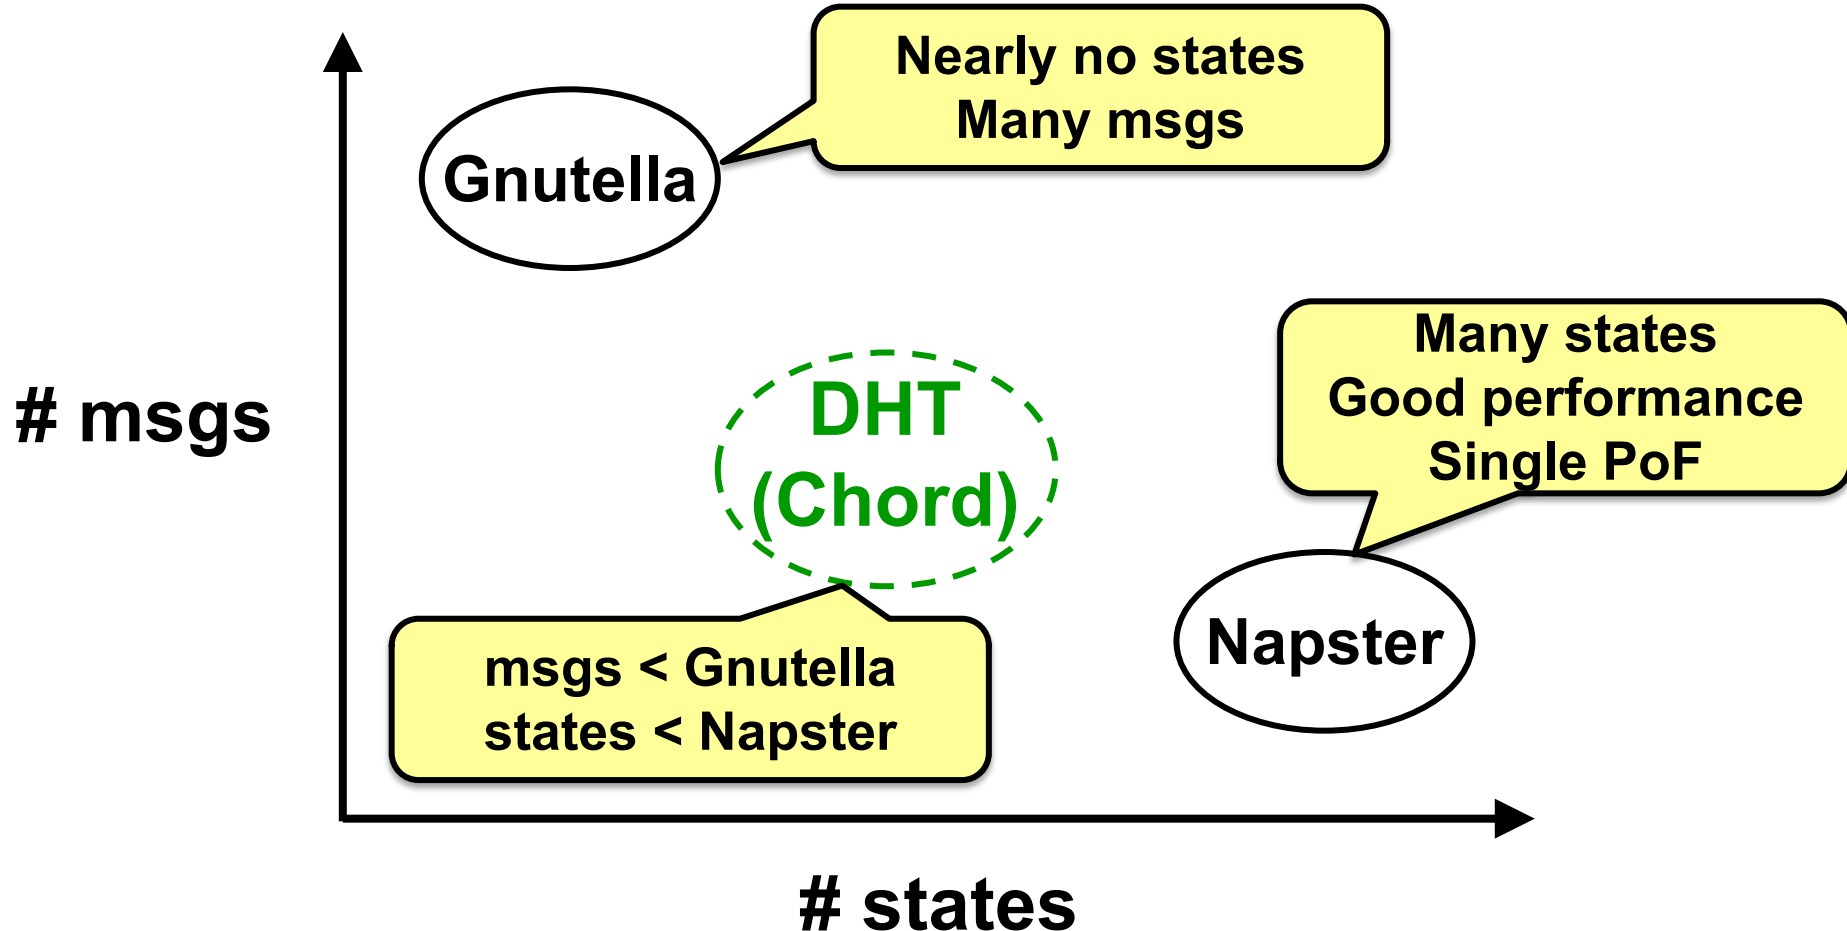 Nearly no states
Many msgs
Gnutella
Many states
Good performance
Single PoF
# msgs
DHT
(Chord)
Napster
msgs < Gnutella
states < Napster
# states